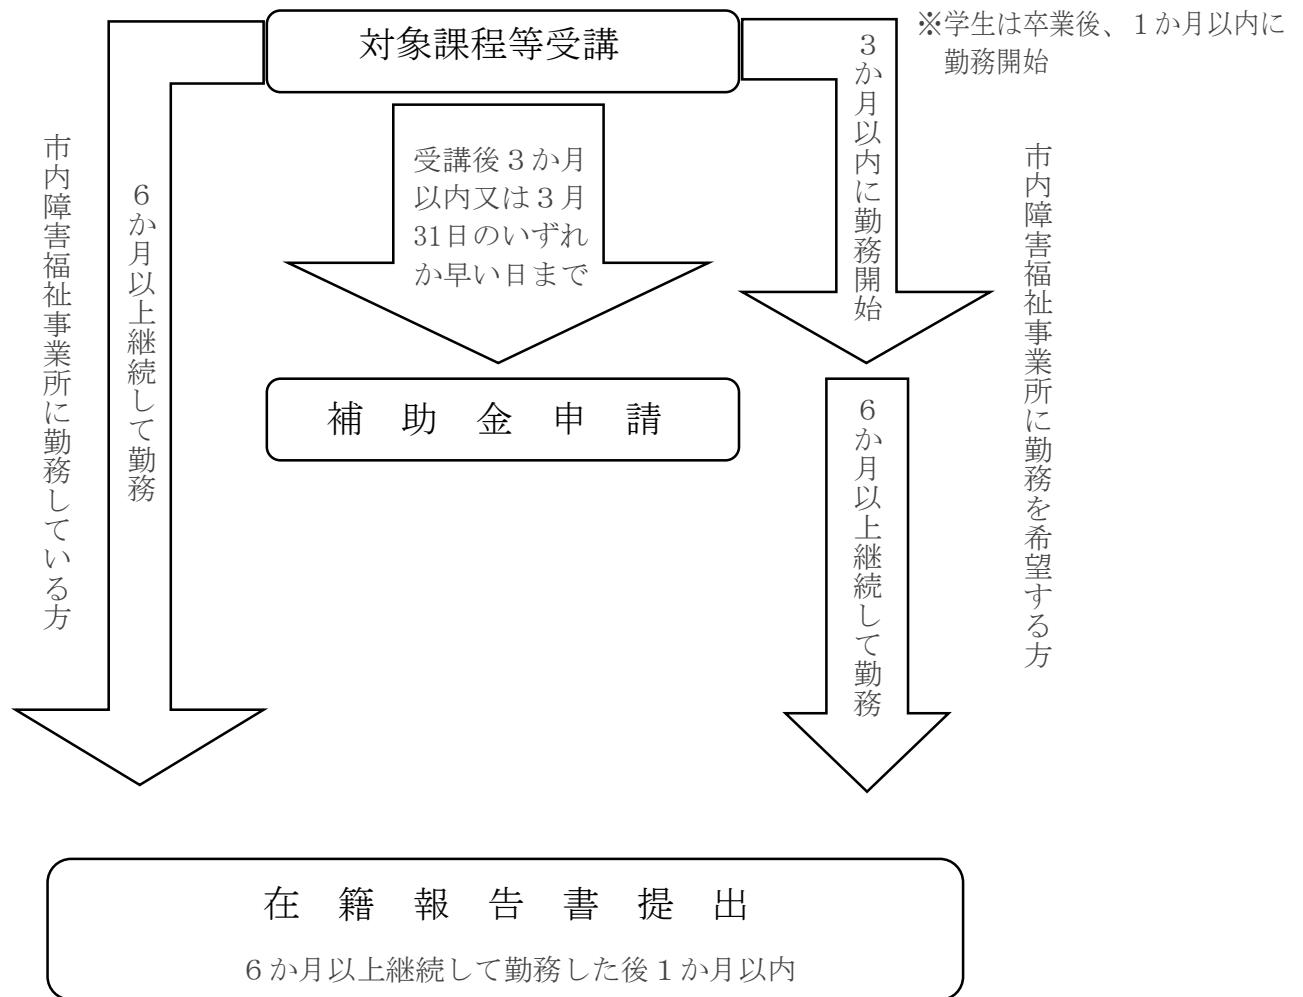 対象課程等受講
※学生は卒業後、１か月以内に
勤務開始
３か月以内に勤務開始
受講後３か月
以内又は３月
31日のいずれ
か早い日まで
市内障害福祉事業所に勤務している方
６か月以上継続して勤務
市内障害福祉事業所に勤務を希望する方
補　助　金　申　請
６か月以上継続して勤務
在　籍　報　告　書　提　出
６か月以上継続して勤務した後１か月以内